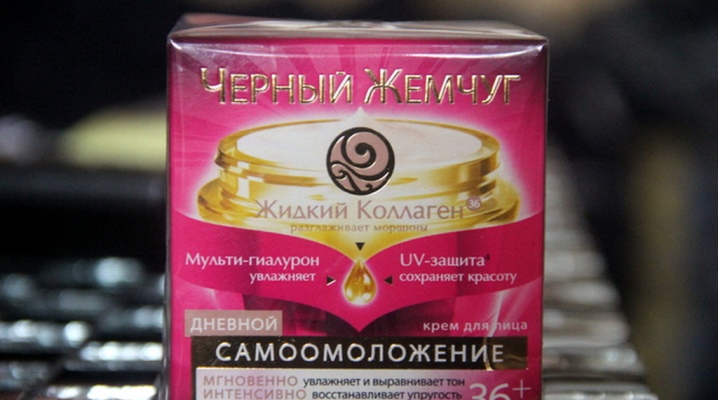 ЧЕРНЫЙ ЖЕМЧУГ
Жидкий Коллаген 36
разглаживает морщины
Мульти-гиалурон
увлажняет
UV-защита
сохраняет красоту
ДНЕВНОЙ
крем для лица
САМООМОЛОЖЕНИЕ
МГНОВЕННО увлажняет и выравнивает тон
ИНТЕНСИВНО восстанавливает упругость
36+